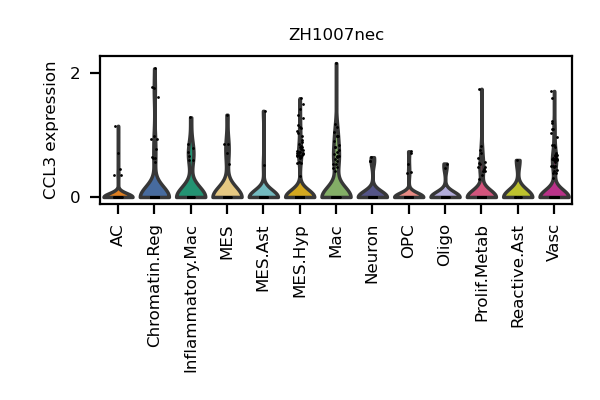 ZH1007nec
CCL3 expression
2
0
AC
Chromatin.Reg
Inflammatory.Mac
MES
MES.Ast
MES.Hyp
Mac
Neuron
OPC
Oligo
Prolif.Metab
Reactive.Ast
Vasc